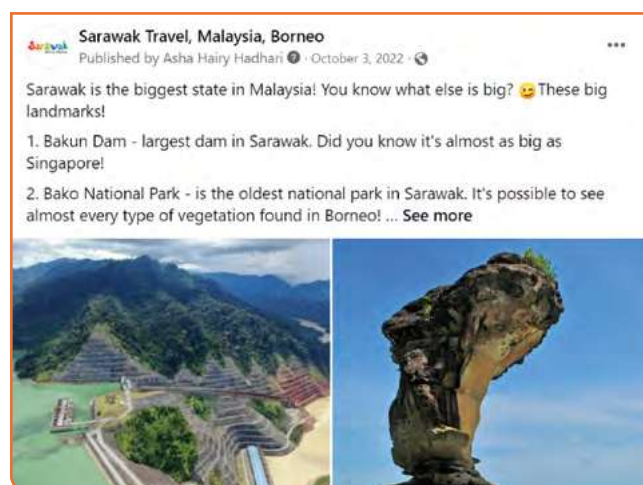 Sarawak
Sarawak Travel, Malaysia, Borneo
Published by Asha Hairy Hadhari · October 3, 2022 ·
Sarawak is the biggest state in Malaysia! You know what else is big? 😄These big
landmarks!
1. Bakun Dam - largest dam in Sarawak. Did you know it's almost as big as
Singapore!
2. Bako National Park - is the oldest national park in Sarawak. It's possible to see
almost every type of vegetation found in Borneo! ... See more